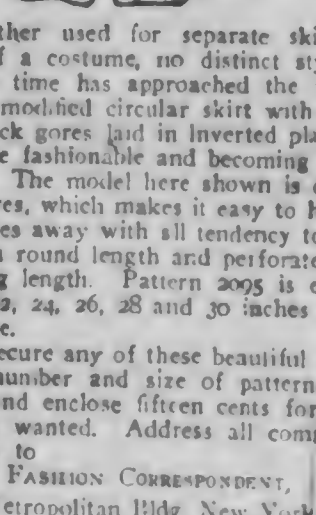 ther used for separate ski
f a costume, no distinct st
time has approached the
modified circular skirt with
ck gores laid in Inverted pla
e fashionable and becoming
The model here shown is
es, which makes it easy to h
es away with all tendency to
round length and perforate
g length. Pattern 2095 is
2, 24, 26, 28 and 30 inches
e.
ecure any of these beautiful
number and size of pattern
nd enclose fifteen cents for
wanted. Address all com
to
FASHION CORRESPONDENT,
etropolitan Bldg. New York